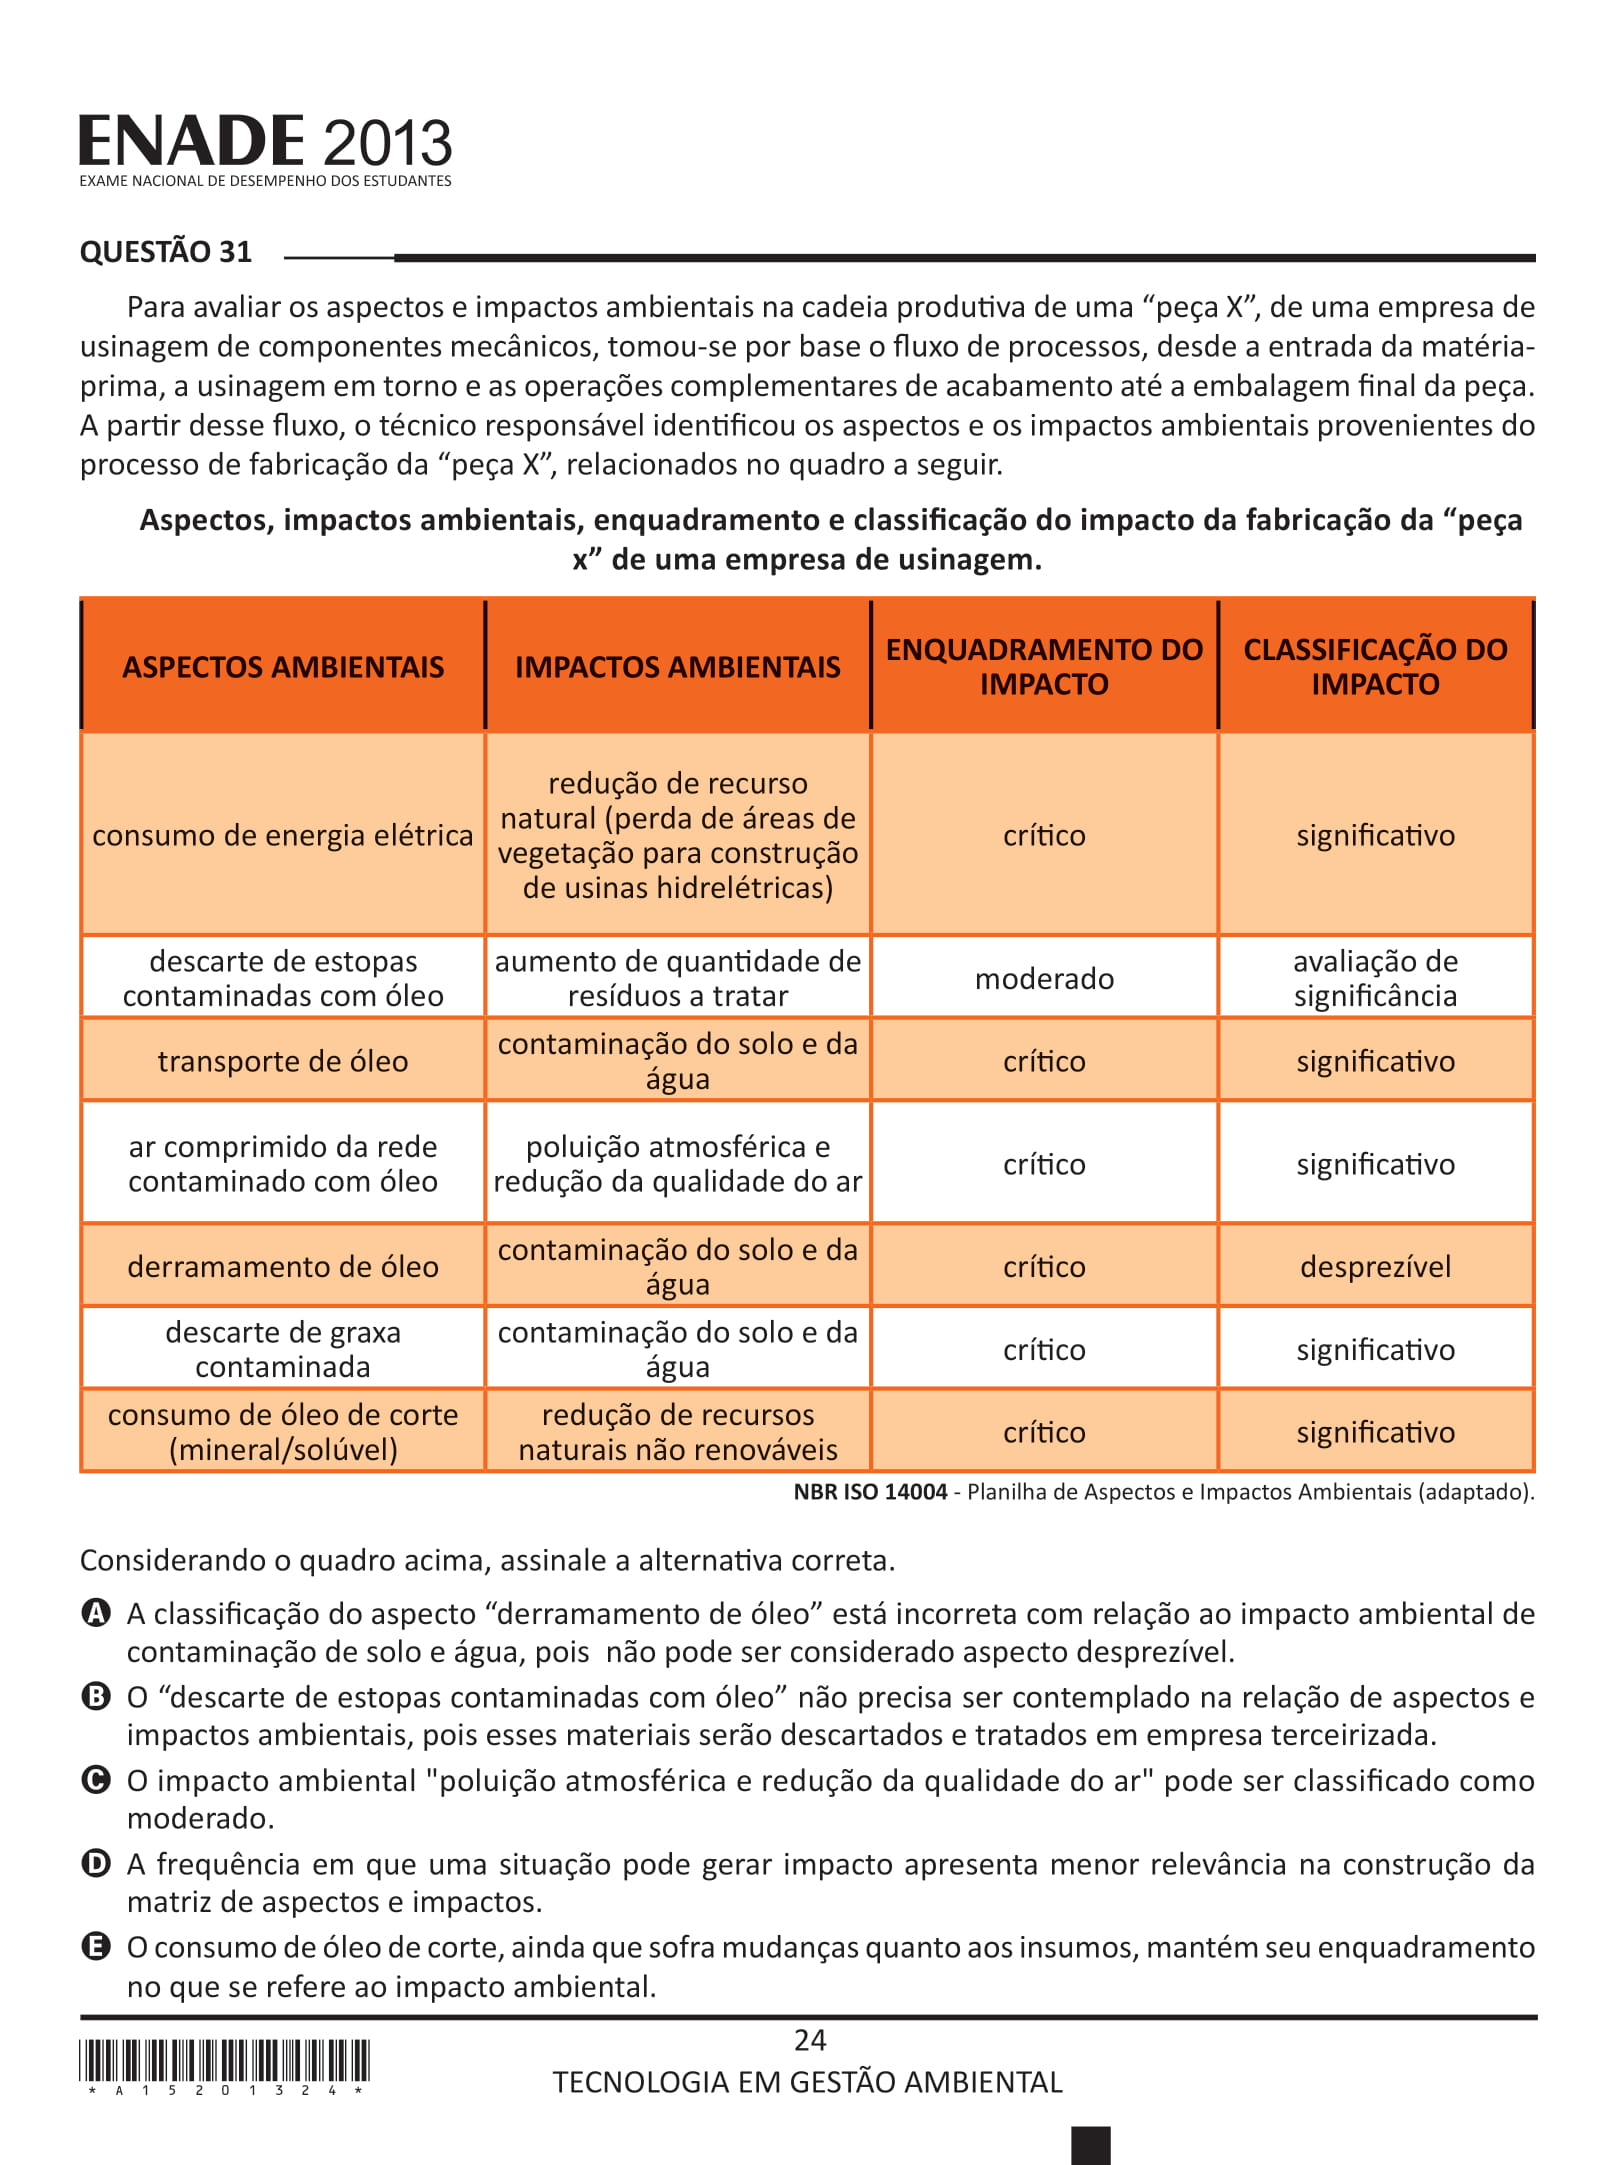 ENADE 2013
EXAME NACIONAL DE DESEMPENHO DOS ESTUDANTES
QUESTÃO 31
Para avaliar os aspectos e impactos ambientais na cadeia produtiva de uma “peça X”, de uma empresa de
usinagem de componentes mecânicos, tomou-se por base o fluxo de processos, desde a entrada da matéria-
prima, a usinagem em torno e as operações complementares de acabamento até a embalagem final da peça.
A partir desse fluxo, o técnico responsável identificou os aspectos e os impactos ambientais provenientes do
processo de fabricação da “peça X”, relacionados no quadro a seguir.
Aspectos, impactos ambientais, enquadramento e classificação do impacto da fabricação da “peça
x” de uma empresa de usinagem.
ASPECTOS AMBIENTAIS
IMPACTOS AMBIENTAIS
ENQUADRAMENTO DO
IMPACTO
CLASSIFICAÇÃO DO
IMPACTO
consumo de energia elétrica
redução de recurso
natural (perda de áreas de
vegetação para construção
de usinas hidrelétricas)
crítico
significativo
descarte de estopas
contaminadas com óleo
aumento de quantidade de
resíduos a tratar
moderado
avaliação de
significância
transporte de óleo
contaminação do solo e da
água
crítico
significativo
ar comprimido da rede
contaminado com óleo
poluição atmosférica e
redução da qualidade do ar
crítico
significativo
derramamento de óleo
contaminação do solo e da
água
crítico
desprezível
descarte de graxa
contaminada
contaminação do solo e da
água
crítico
significativo
consumo de óleo de corte
(mineral/solúvel)
redução de recursos
naturais não renováveis
crítico
significativo
NBR ISO 14004 - Planilha de Aspectos e Impactos Ambientais (adaptado).
Considerando o quadro acima, assinale a alternativa correta.
A A classificação do aspecto “derramamento de óleo” está incorreta com relação ao impacto ambiental de
contaminação de solo e água, pois não pode ser considerado aspecto desprezível.
B O “descarte de estopas contaminadas com óleo” não precisa ser contemplado na relação de aspectos e
impactos ambientais, pois esses materiais serão descartados e tratados em empresa terceirizada.
C O impacto ambiental "poluição atmosférica e redução da qualidade do ar" pode ser classificado como
moderado.
D A frequência em que uma situação pode gerar impacto apresenta menor relevância na construção da
matriz de aspectos e impactos.
E O consumo de óleo de corte, ainda que sofra mudanças quanto aos insumos, mantém seu enquadramento
no que se refere ao impacto ambiental.
24
TECNOLOGIA EM GESTÃO AMBIENTAL
* A 1 5 2 0 1 3 2 4 *